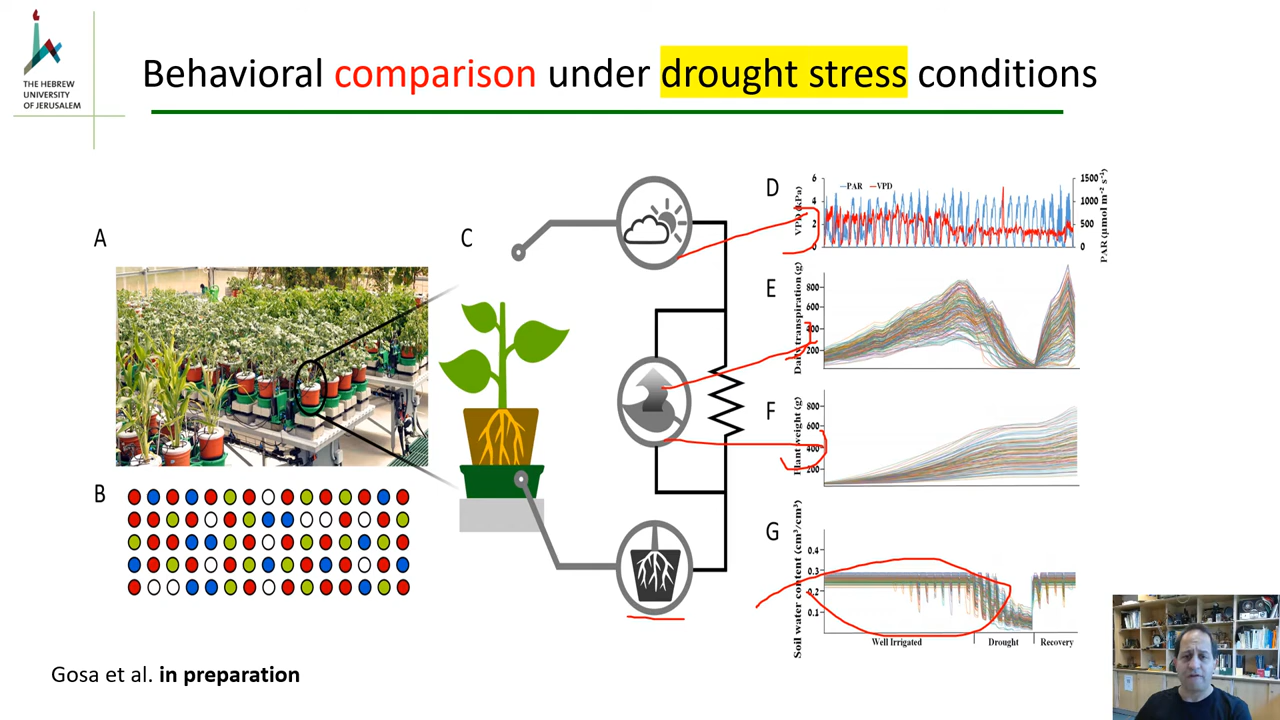 THE HEBREW
UNIVERSITY
OF JERUSALEM
Behavioral comparison under drought stress conditions
A
B
C
D
VPD (kPa)
6
4
2
0
PAR
VPD
1500
1000
500
0
PAR (µmol m⁻² s⁻¹)
E
Daily transpiration (g)
800
600
400
200
F
Plant weight (g)
800
600
400
200
G
Soil water content (cm³/cm³)
0.4
0.3
0.2
0.1
Well Irrigated
Drought
Recovery
Gosa et al. in preparation